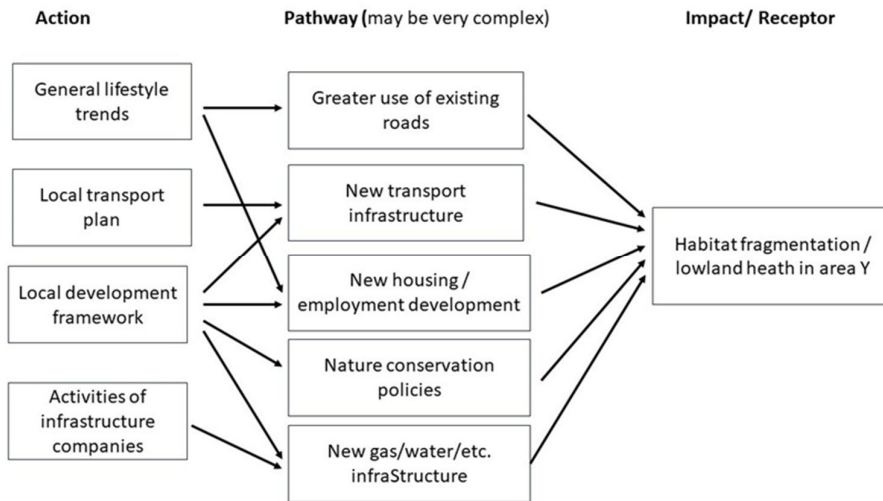 Action
Pathway (may be very complex)
Impact/ Receptor
General lifestyle
trends
Local transport
plan
Local development
framework
Activities of
infrastructure
companies
Greater use of existing
roads
New transport
infrastructure
New housing /
employment development
Nature conservation
policies
New gas/water/etc.
infraStructure
Habitat fragmentation /
lowland heath in area Y